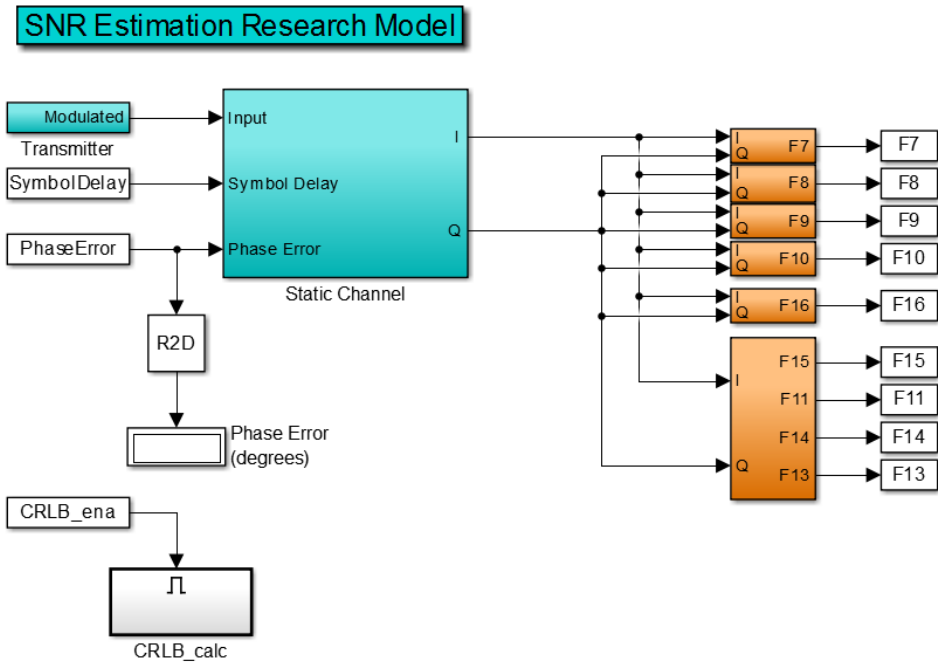 SNR Estimation Research Model
Modulated
Transmitter
SymbolDelay
PhaseError
Input
Symbol Delay
Phase Error
I
Q
Static Channel
R2D
Phase Error
(degrees)
CRLB_ena
CRLB_calc
I
Q
F7
F7
I
Q
F8
F8
I
Q
F9
F9
I
Q
F10
F10
I
Q
F16
F16
I
Q
F15
F11
F14
F13
F15
F11
F14
F13